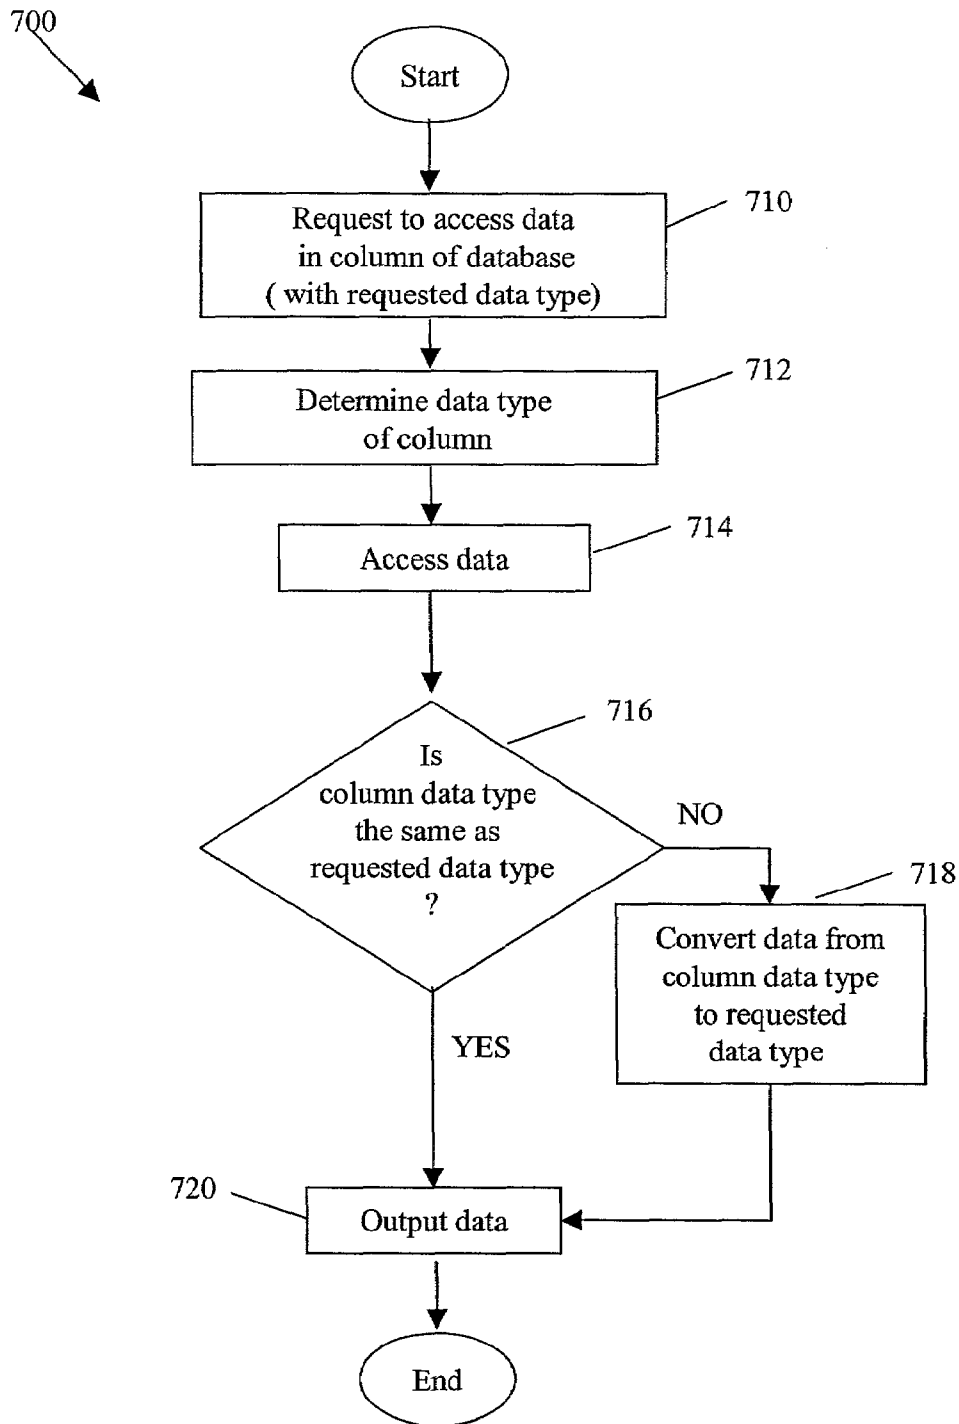 700
Start
Request to access data
in column of database
( with requested data type)
710
Determine data type
of column
712
Access data
714
716
Is
column data type
the same as
requested data type
?
NO
718
Convert data from
column data type
to requested
data type
YES
720
Output data
End